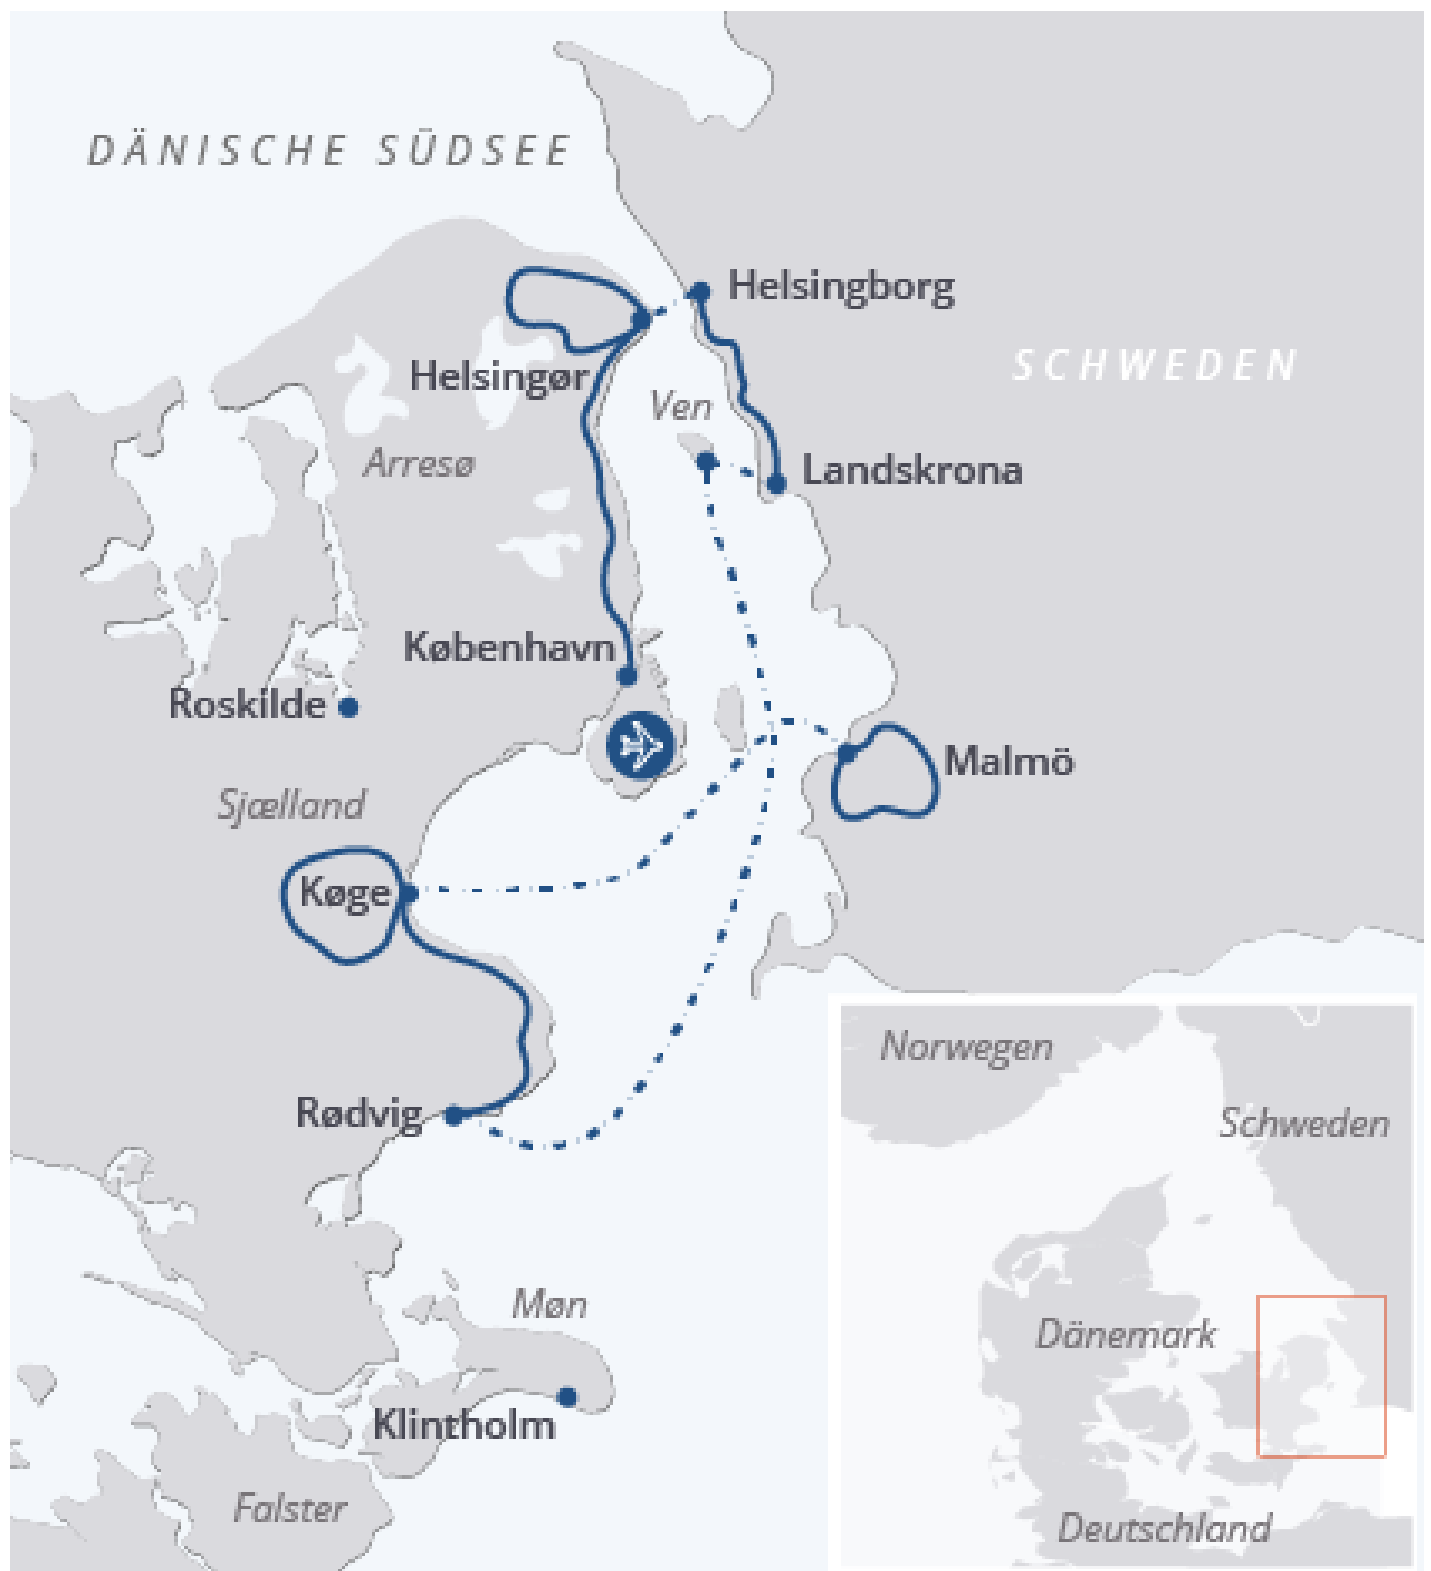 DÄNISCHE SÜDSEE
Helsingborg
SCHWEDEN
Helsingør
Ven
Arresø
Landskrona
København
Roskilde
Malmö
Sjælland
Køge
Norwegen
Rødvig
Schweden
Møn
Dänemark
Klintholm
Falster
Deutschland